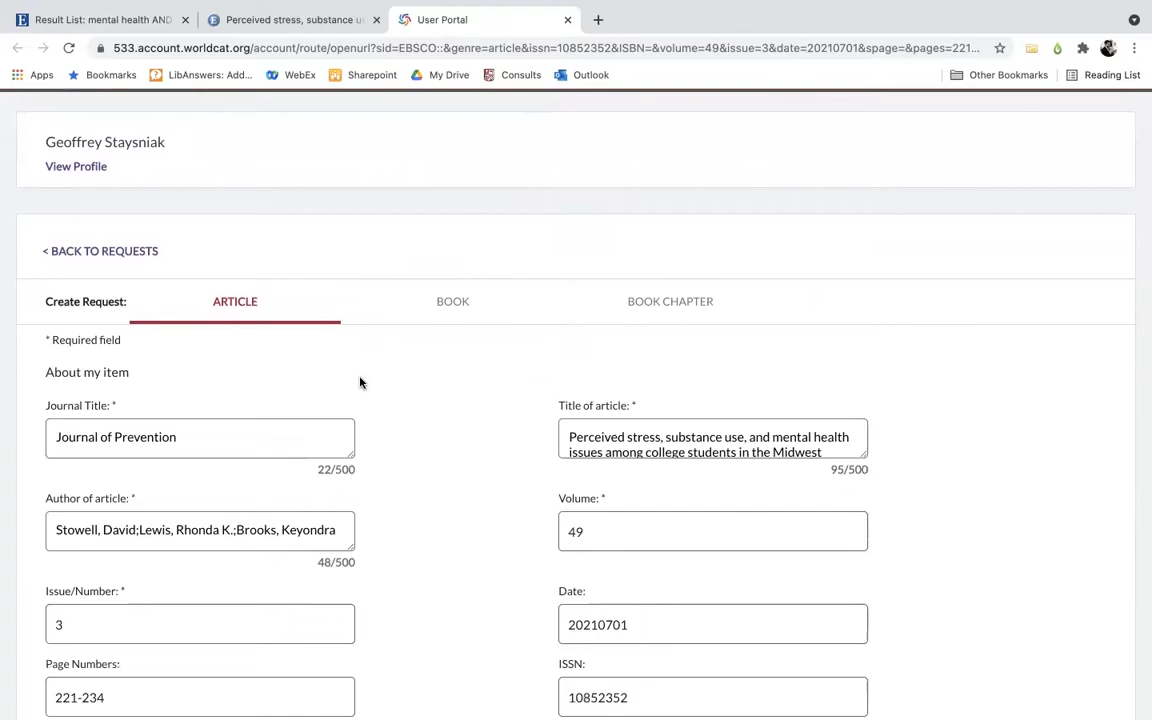 Result List: mental health AND
Perceived stress, substance u
User Portal
533.account.worldcat.org/account/route/openurl?sid=EBSCO::&genre=article&issn=10852352&ISBN=&volume=49&issue=3&date=20210701&spage=&pages=221...
Apps
Bookmarks
LibAnswers: Add...
WebEx
Sharepoint
My Drive
Consults
Outlook
Other Bookmarks
Reading List
Geoffrey Staysniak
View Profile
< BACK TO REQUESTS
Create Request:
ARTICLE
BOOK
BOOK CHAPTER
* Required field
About my item
Journal Title: *
Title of article: *
Journal of Prevention
Perceived stress, substance use, and mental health
issues among college students in the Midwest
22/500
95/500
Author of article: *
Volume: *
Stowell, David;Lewis, Rhonda K.;Brooks, Keyondra
49
48/500
Issue/Number: *
Date:
3
20210701
Page Numbers:
ISSN:
221-234
10852352